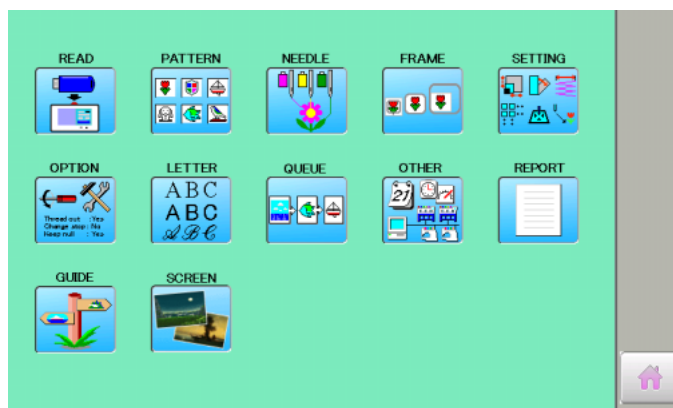 READ PATTERN NEEDLE FRAME SETTING
OPTION LETTER QUEUE OTHER REPORT
Thread cut : Yes
Change stop : No
Keep null : Yes
ABC
ABC
ABC
21
GUIDE SCREEN